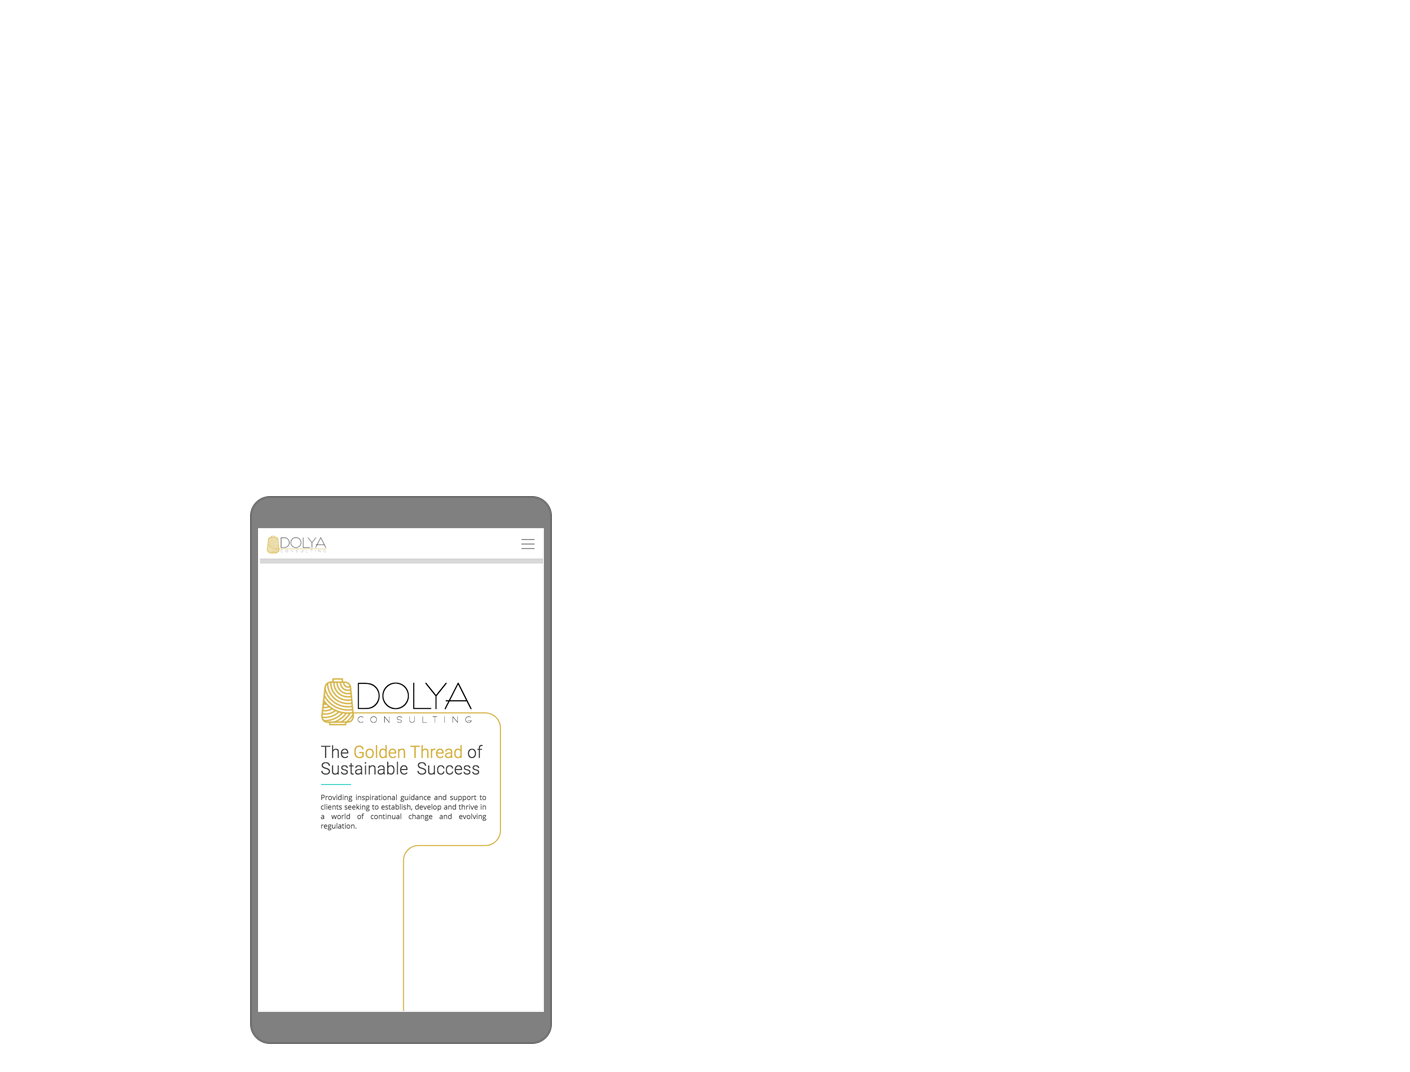 DOLYA
CONSULTING
DOLYA
CONSULTING
The Golden Thread of
Sustainable Success
Providing inspirational guidance and support to
clients seeking to establish, develop and thrive in
a world of continual change and evolving
regulation.